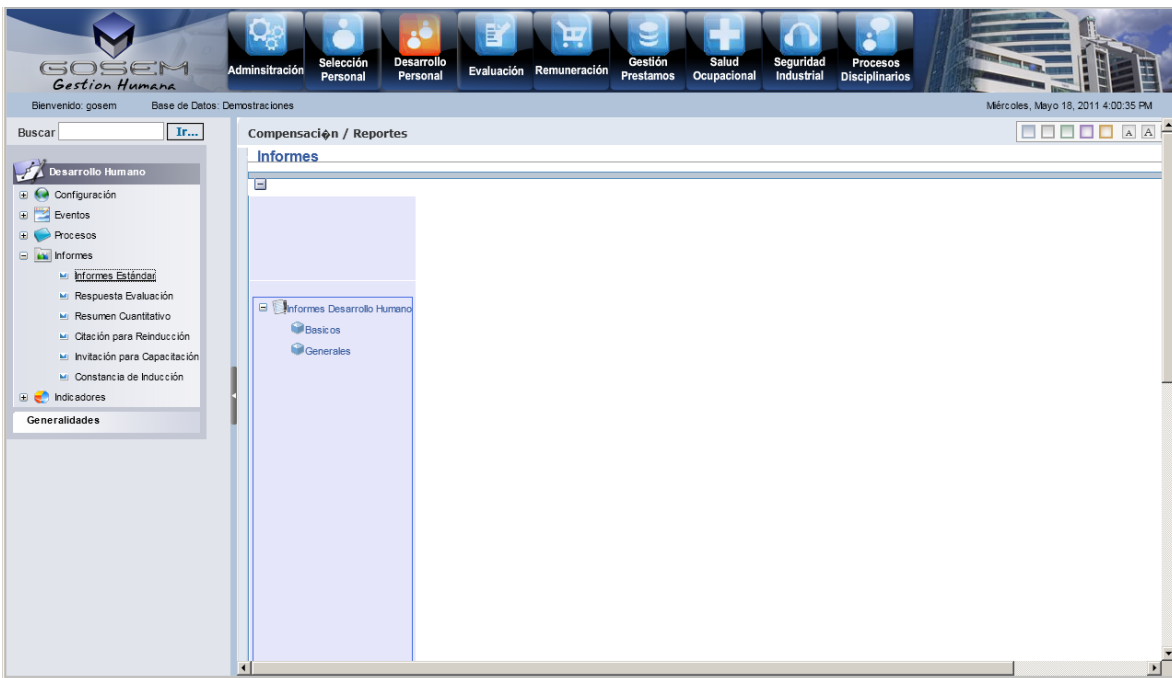 GOSEM
Gestion Humana
Adminsitración
Selección
Personal
Desarrollo
Personal
Evaluación
Remuneración
Gestión
Prestamos
Salud
Ocupacional
Seguridad
Industrial
Procesos
Disciplinarios
Bienvenido: gosem Base de Datos: Demostraciones Miércoles, Mayo 18, 2011 4:00:35 PM
Buscar Ir...
Compensaci�n / Reportes
A A
Informes
Desarrollo Humano
Configuración
Eventos
Procesos
Informes
Informes Estándar
Respuesta Evaluación
Resumen Cuantitativo
Citación para Reinducción
Invitación para Capacitación
Constancia de Inducción
Indicadores
Generalidades
Informes Desarrollo Humano
Basicos
Generales